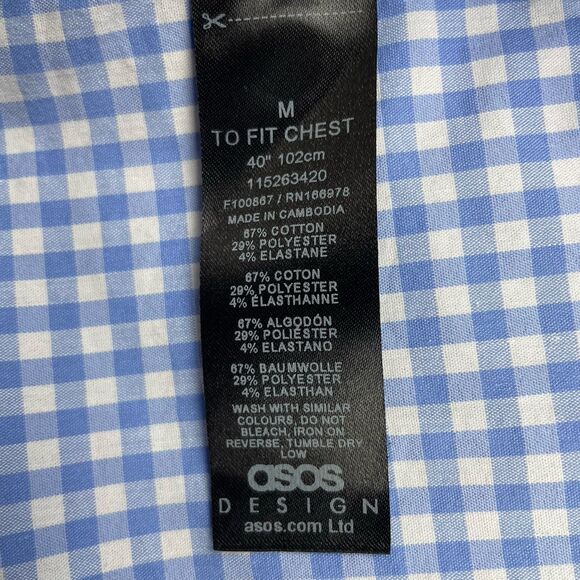 M
TO FIT CHEST
40" 102cm
115263420
F100867 / RN166978
MADE IN CAMBODIA
67% COTTON
29% POLYESTER
4% ELASTANE
67% COTON
29% POLYESTER
4% ÉLASTHANNE
67% ALGODÓN
29% POLIÉSTER
4% ELASTANO
67% BAUMWOLLE
29% POLYESTER
4% ELASTHAN
WASH WITH SIMILAR
COLOURS, DO NOT
BLEACH, IRON ON
REVERSE, TUMBLE DRY
LOW
asos
DESIGN
asos.com Ltd